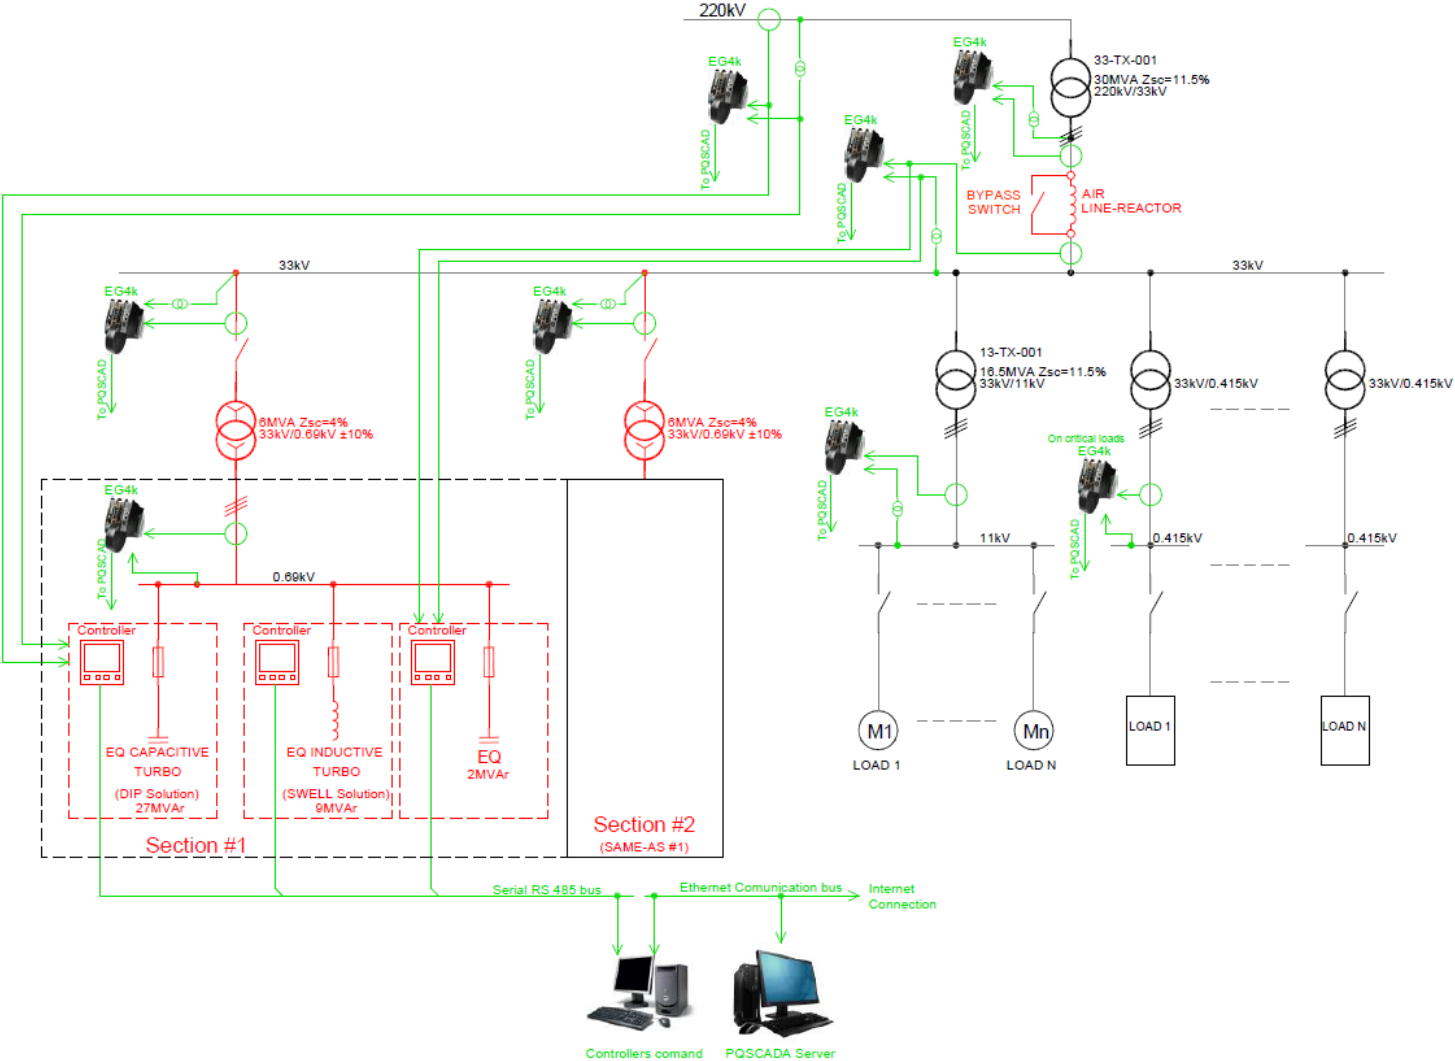 220kV
EG4k
To PQSCAD
EG4k
To PQSCAD
33-TX-001
30MVA Zsc=11.5%
220kV/33kV
EG4k
To PQSCAD
BYPASS
SWITCH
AIR
LINE-REACTOR
33kV
33kV
EG4k
To PQSCAD
EG4k
To PQSCAD
6MVA Zsc=4%
33kV/0.69kV ±10%
6MVA Zsc=4%
33kV/0.69kV ±10%
13-TX-001
16.5MVA Zsc=11.5%
33kV/11kV
33kV/0.415kV
33kV/0.415kV
EG4k
To PQSCAD
On critical loads
EG4k
To PQSCAD
EG4k
To PQSCAD
11kV
0.415kV
0.415kV
0.69kV
Controller
Controller
Controller
EQ CAPACITIVE
TURBO
(DIP Solution)
27MVAr
EQ INDUCTIVE
TURBO
(SWELL Solution)
9MVAr
EQ
2MVAr
M1
LOAD 1
Mn
LOAD N
LOAD 1
LOAD N
Section #1
Section #2
(SAME-AS #1)
Serial RS 485 bus
Ethernet Comunication bus
Internet
Connection
Controllers comand
PQSCADA Server